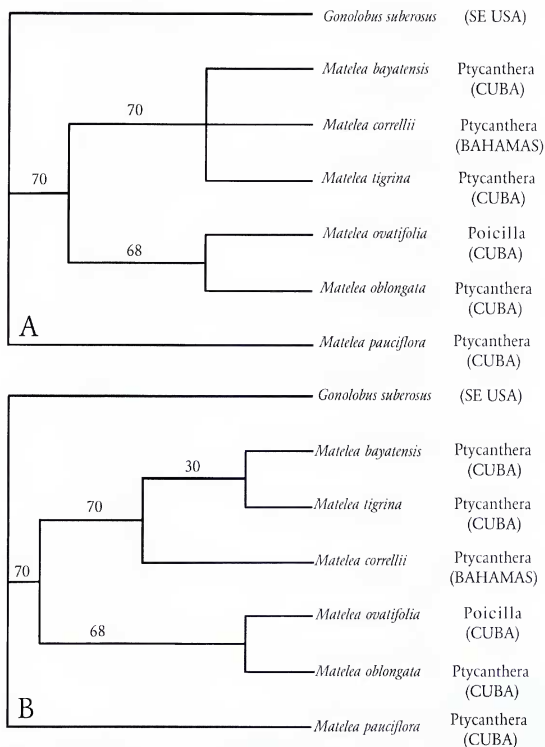 Gonolobus suberosus (SE USA)
Matelea bayatensis Ptycanthera
(CUBA)
70
Matelea correllii Ptycanthera
(BAHAMAS)
70
Matelea tigrina Ptycanthera
(CUBA)
Matelea ovatifolia Poicilla
(CUBA)
68
Matelea oblongata Ptycanthera
(CUBA)
A
Matelea pauciflora Ptycanthera
(CUBA)
Gonolobus suberosus (SE USA)
Matelea bayatensis Ptycanthera
(CUBA)
30
Matelea tigrina Ptycanthera
(CUBA)
70
Matelea correllii Ptycanthera
(BAHAMAS)
70
Matelea ovatifolia Poicilla
(CUBA)
68
Matelea oblongata Ptycanthera
(CUBA)
B
Matelea pauciflora Ptycanthera
(CUBA)